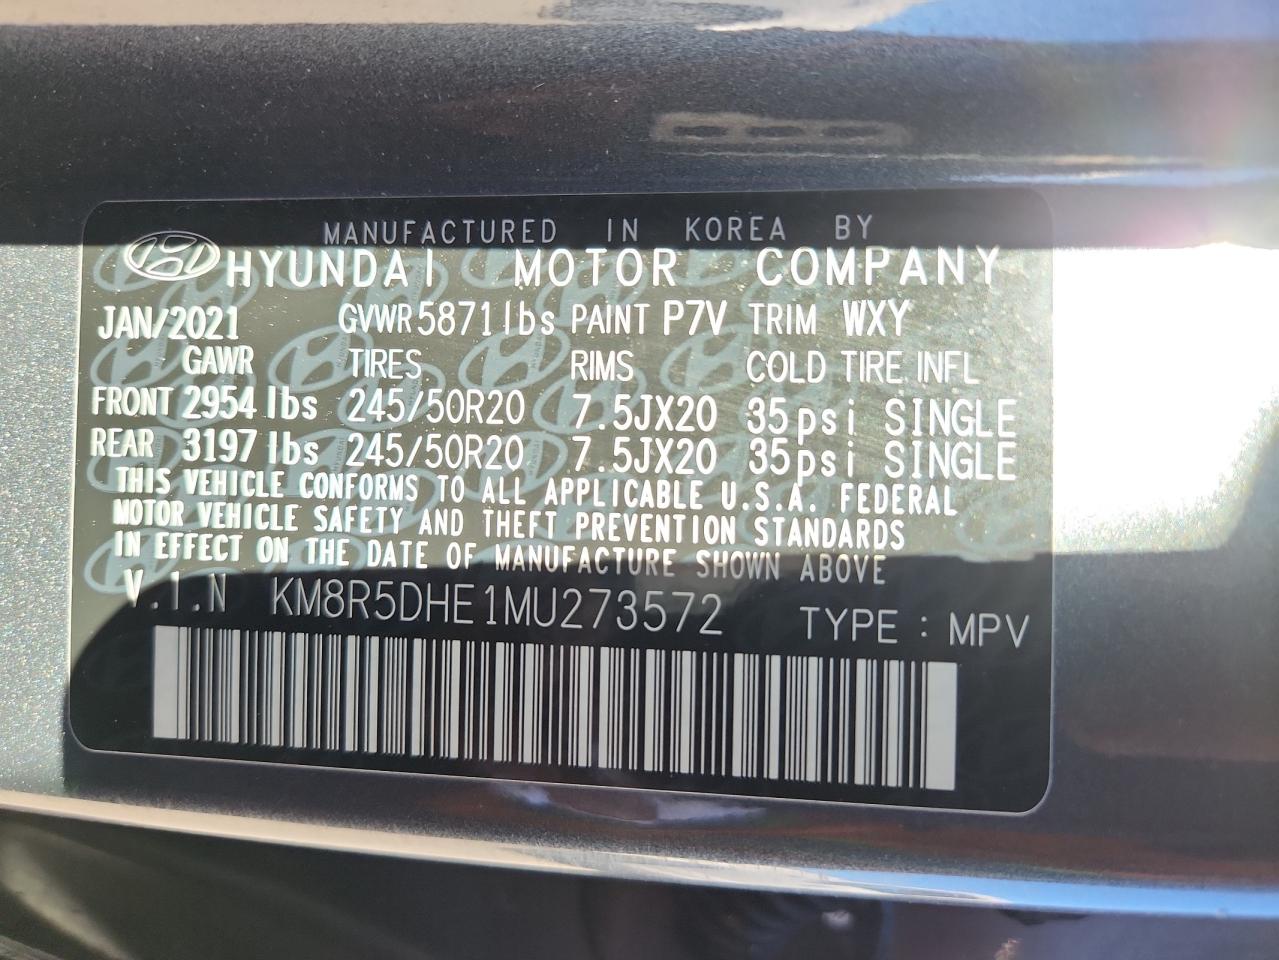 MANUFACTURED IN KOREA BY
HYUNDAI MOTOR COMPANY
JAN/2021 GVWR 5871lbs PAINT P7V TRIM WXY
GAWR TIRES RIMS COLD TIRE INFL
FRONT 2954 lbs 245/50R20 7.5JX20 35psi SINGLE
REAR 3197 lbs 245/50R20 7.5JX20 35psi SINGLE
THIS VEHICLE CONFORMS TO ALL APPLICABLE U.S.A. FEDERAL
MOTOR VEHICLE SAFETY AND THEFT PREVENTION STANDARDS
IN EFFECT ON THE DATE OF MANUFACTURE SHOWN ABOVE
V.I.N KM8R5DHE1MU273572 TYPE : MPV